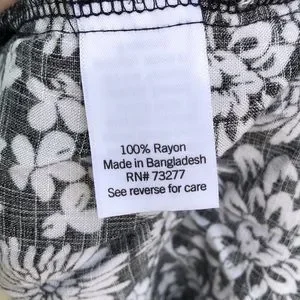 100% Rayon
Made in Bangladesh
RN# 73277
See reverse for care